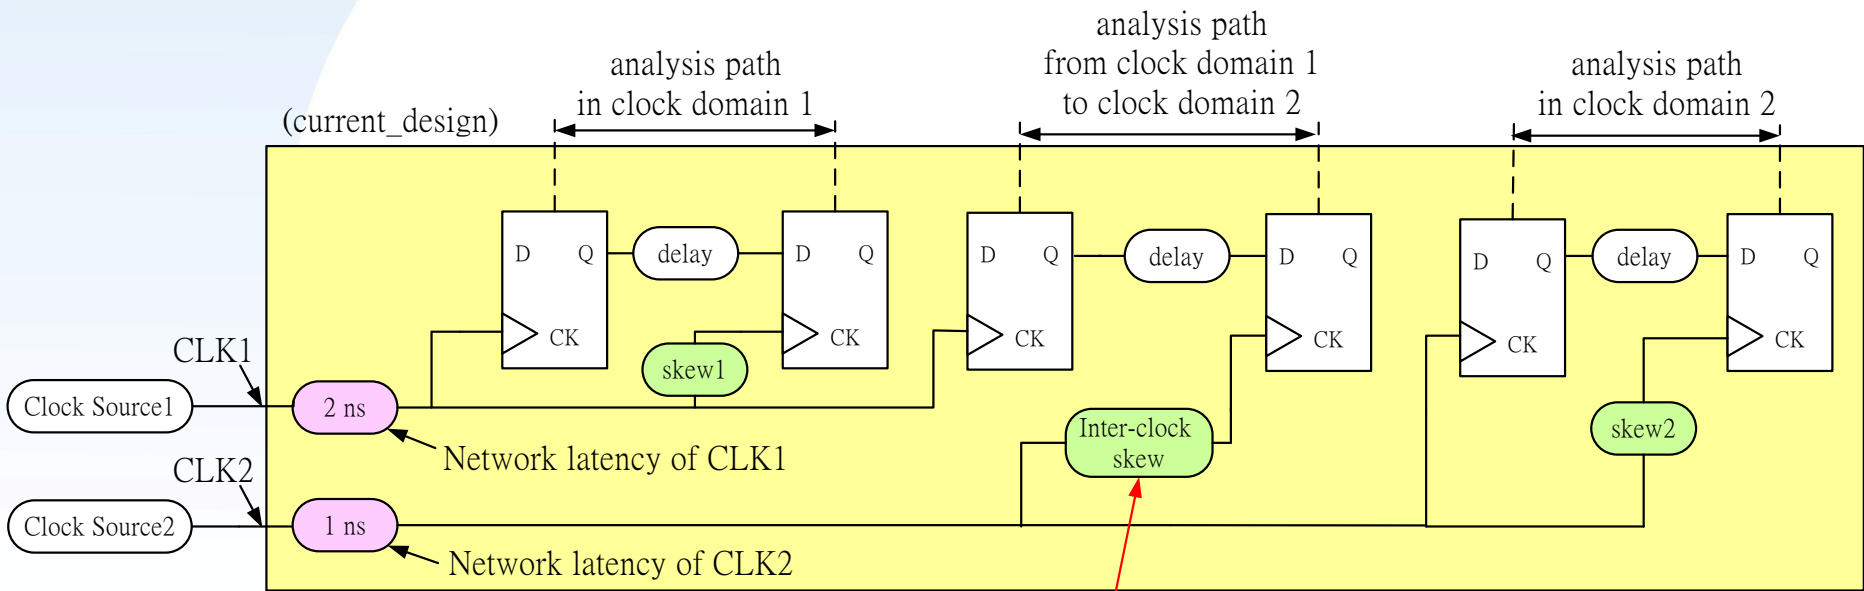 analysis path
in clock domain 1
analysis path
from clock domain 1
to clock domain 2
analysis path
in clock domain 2
(current_design)
D Q
delay
D Q
D Q
delay
D Q
D Q
delay
D Q
CK
CK
CK
CK
CK
CK
skew1
CLK1
Clock Source1
2 ns
Network latency of CLK1
Inter-clock
skew
skew2
CLK2
Clock Source2
1 ns
Network latency of CLK2